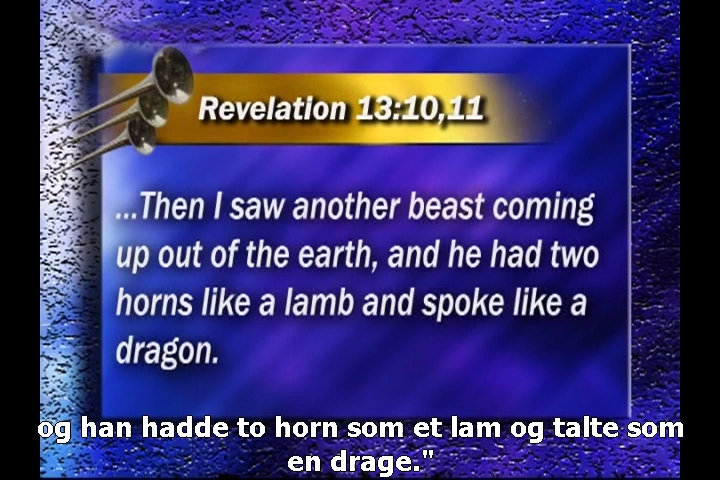 Revelation 13:10,11
...Then I saw another beast coming
up out of the earth, and he had two
horns like a lamb and spoke like a
dragon.
og han hadde to horn som et lam og talte som
en drage."